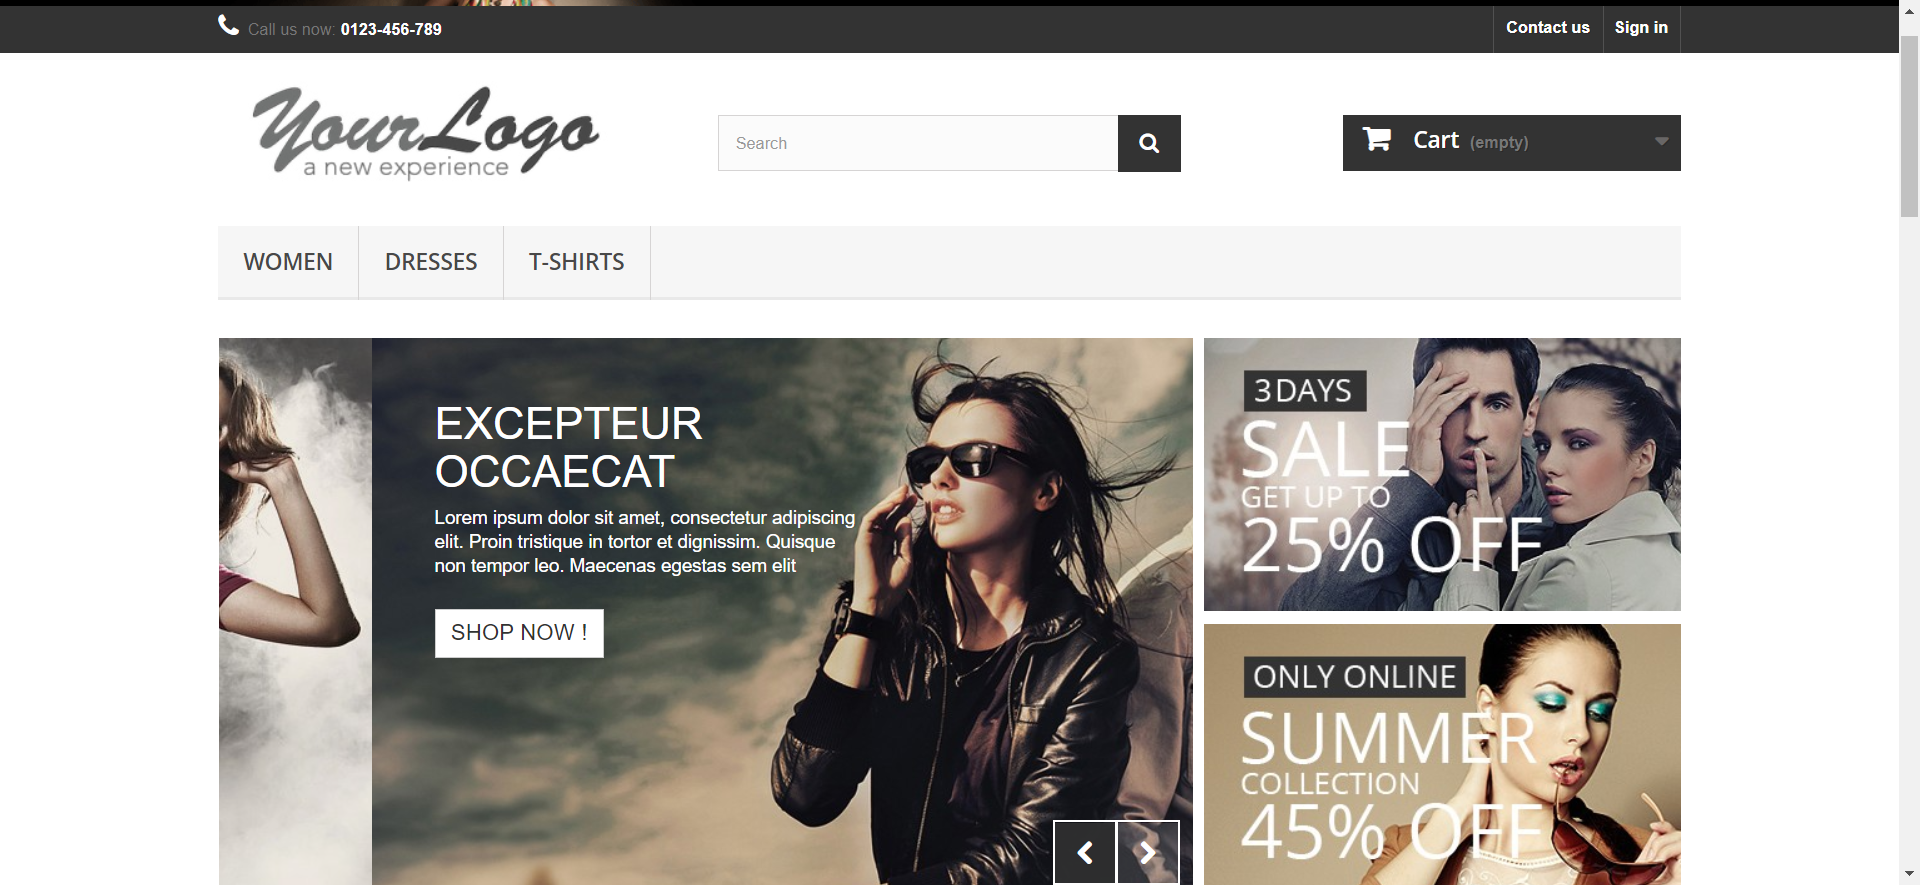 Call us now: 0123-456-789
Contact us
Sign in
YourLogo
a new experience
Search
Cart (empty)
WOMEN
DRESSES
T-SHIRTS
EXCEPTEUR
OCCAECAT
Lorem ipsum dolor sit amet, consectetur adipiscing
elit. Proin tristique in tortor et dignissim. Quisque
non tempor leo. Maecenas egestas sem elit
SHOP NOW !
3 DAYS
SALE
GET UP TO
25% OFF
ONLY ONLINE
SUMMER
COLLECTION
45% OFF